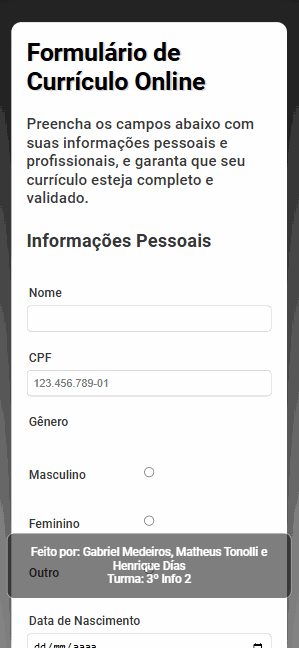 Formulário de
Currículo Online
Preencha os campos abaixo com
suas informações pessoais e
profissionais, e garanta que seu
currículo esteja completo e
validado.
Informações Pessoais
Nome
CPF
123.456.789-01
Gênero
Masculino
Feminino
Feito por: Gabriel Medeiros, Matheus Tonolli e
Henrique Dias
Outro
Turma: 3º Info 2
Data de Nascimento
dd/mm/aaaa